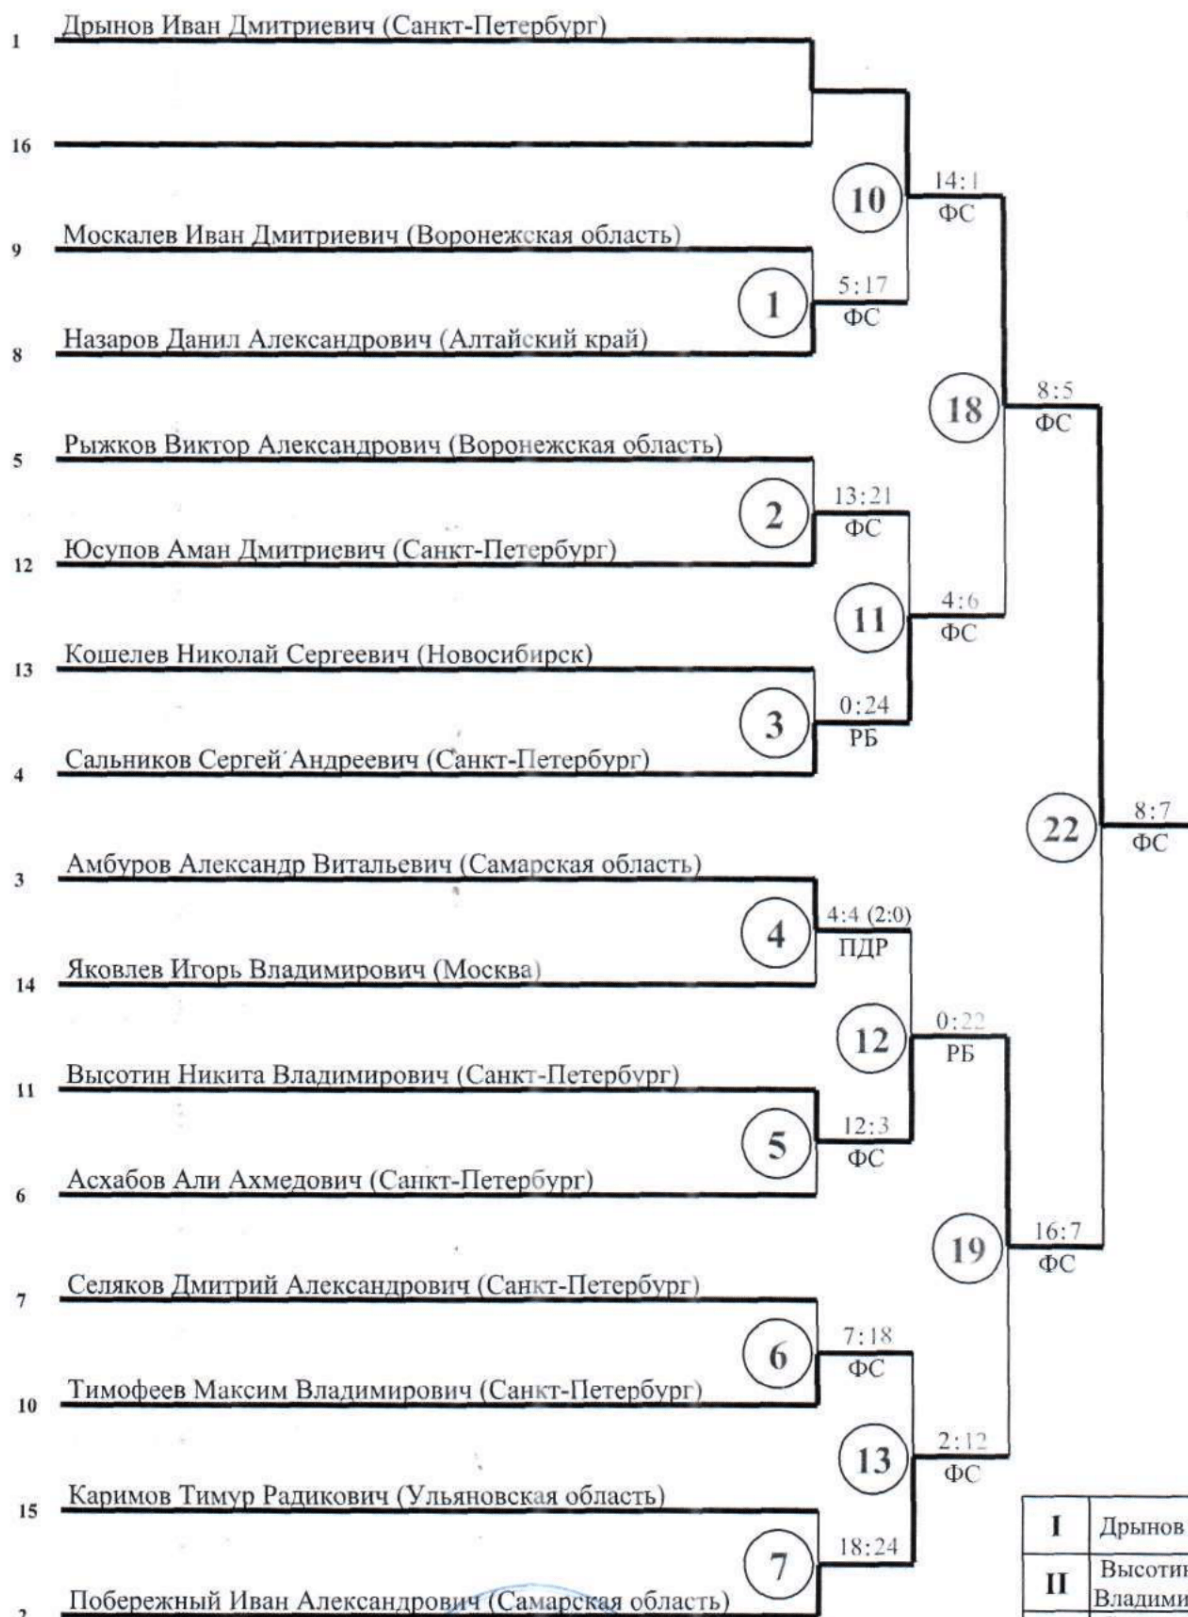 1 Дрынов Иван Дмитриевич (Санкт-Петербург)
16
10 14:1
ФС
9 Москалев Иван Дмитриевич (Воронежская область)
1 5:17
ФС
8 Назаров Данил Александрович (Алтайский край)
18 8:5
ФС
5 Рыжков Виктор Александрович (Воронежская область)
2 13:21
ФС
12 Юсупов Аман Дмитриевич (Санкт-Петербург)
11 4:6
ФС
13 Кошелев Николай Сергеевич (Новосибирск)
3 0:24
РБ
4 Сальников Сергей Андреевич (Санкт-Петербург)
22 8:7
ФС
3 Амбуров Александр Витальевич (Самарская область)
4 4:4 (2:0)
ПДР
14 Яковлев Игорь Владимирович (Москва)
12 0:22
РБ
11 Высотин Никита Владимирович (Санкт-Петербург)
5 12:3
ФС
6 Асхабов Али Ахмедович (Санкт-Петербург)
19 16:7
ФС
7 Селяков Дмитрий Александрович (Санкт-Петербург)
6 7:18
ФС
10 Тимофеев Максим Владимирович (Санкт-Петербург)
13 2:12
ФС
15 Каримов Тимур Радикович (Ульяновская область)
7 18:24
2 Побережный Иван Александрович (Самарская область)
I Дрынов
II Высотин
Владими